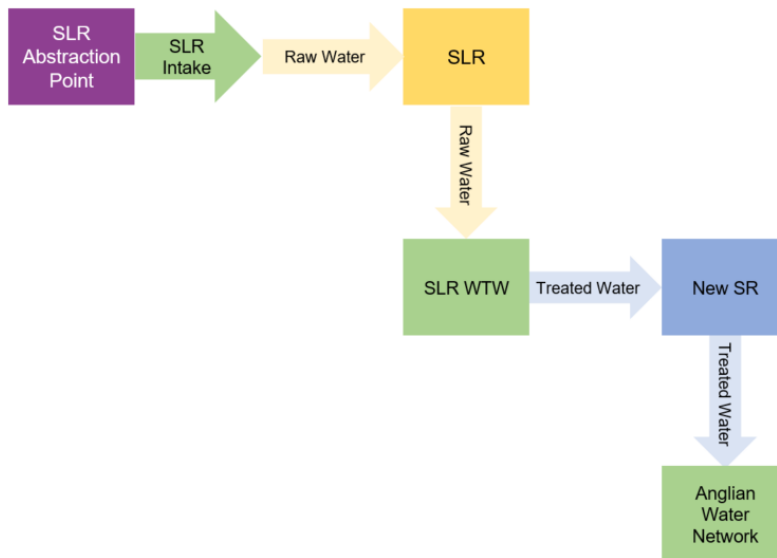 SLR
Abstraction
Point
SLR
Intake
Raw Water
SLR
Raw Water
SLR WTW
Treated Water
New SR
Treated Water
Anglian
Water
Network